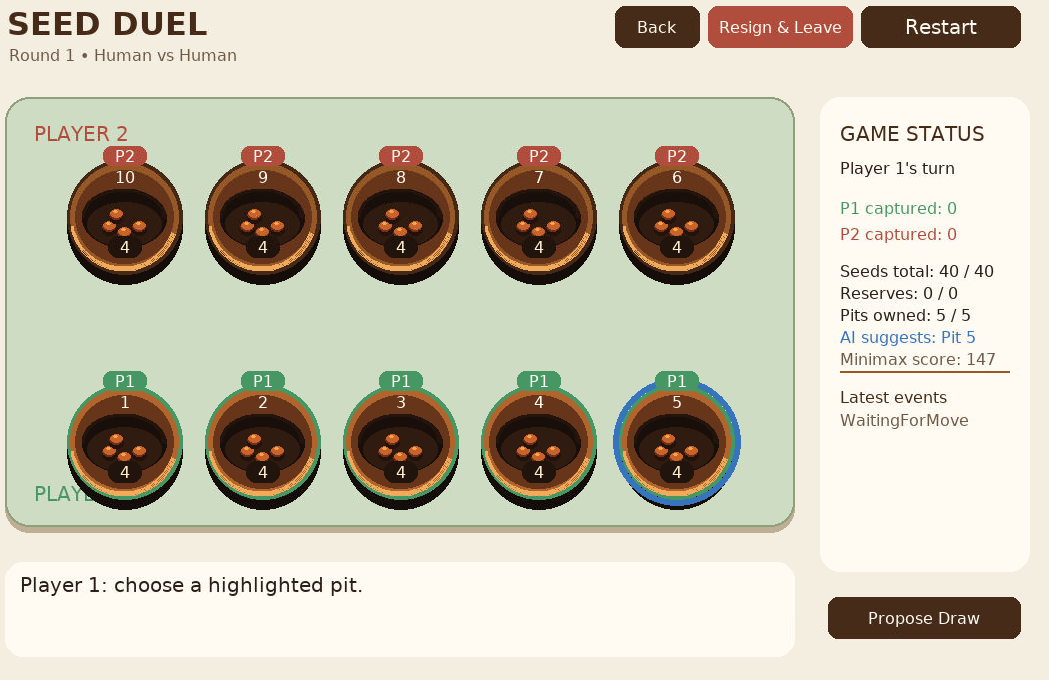 SEED DUEL
Round 1 • Human vs Human
Back
Resign & Leave
Restart
PLAYER 2
P2
P2
P2
P2
P2
10
9
8
7
6
4
4
4
4
4
P1
P1
P1
P1
P1
1
2
3
4
5
4
4
4
4
4
GAME STATUS
Player 1's turn
P1 captured: 0
P2 captured: 0
Seeds total: 40 / 40
Reserves: 0 / 0
Pits owned: 5 / 5
AI suggests: Pit 5
Minimax score: 147
Latest events
WaitingForMove
Player 1: choose a highlighted pit.
Propose Draw